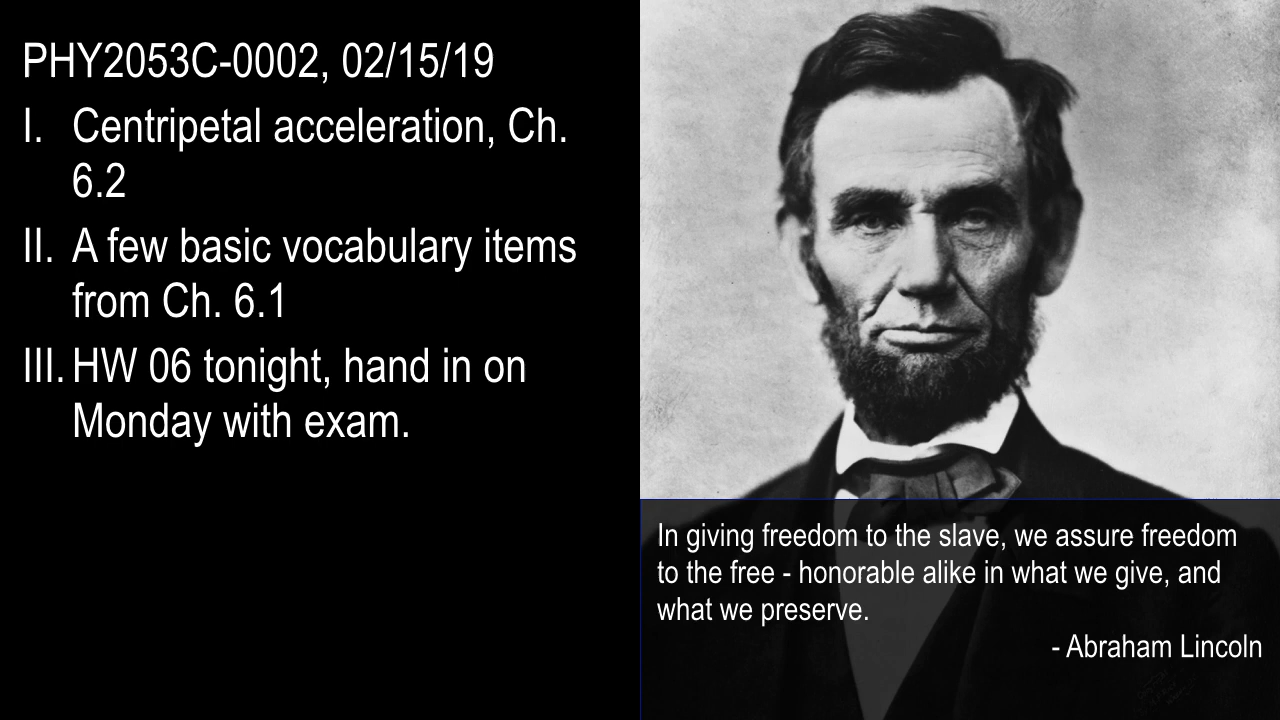 PHY2053C-0002, 02/15/19
I. Centripetal acceleration, Ch.
6.2
II. A few basic vocabulary items
from Ch. 6.1
III. HW 06 tonight, hand in on
Monday with exam.
In giving freedom to the slave, we assure freedom
to the free - honorable alike in what we give, and
what we preserve.
- Abraham Lincoln